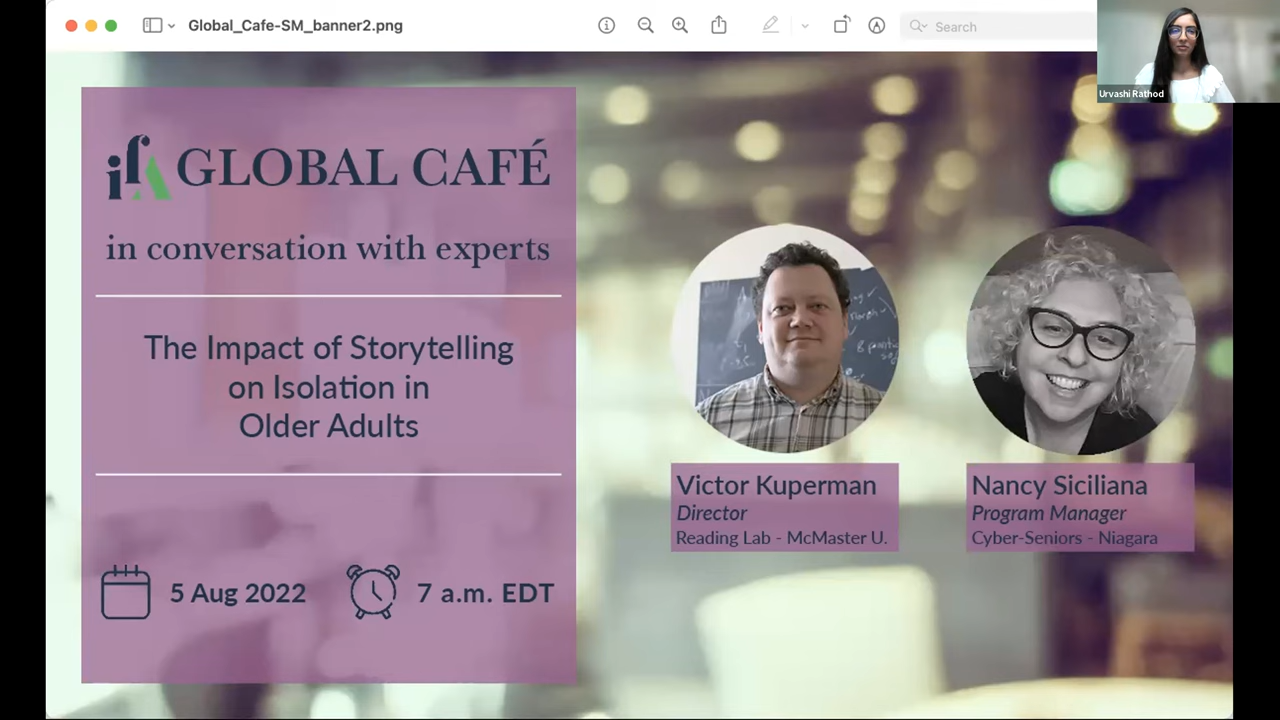 Global_Cafe-SM_banner2.png
Search
Urvashi Rathod
ifa GLOBAL CAFÉ
in conversation with experts
The Impact of Storytelling
on Isolation in
Older Adults
5 Aug 2022
7 a.m. EDT
Victor Kuperman
Director
Reading Lab - McMaster U.
Nancy Siciliana
Program Manager
Cyber-Seniors - Niagara